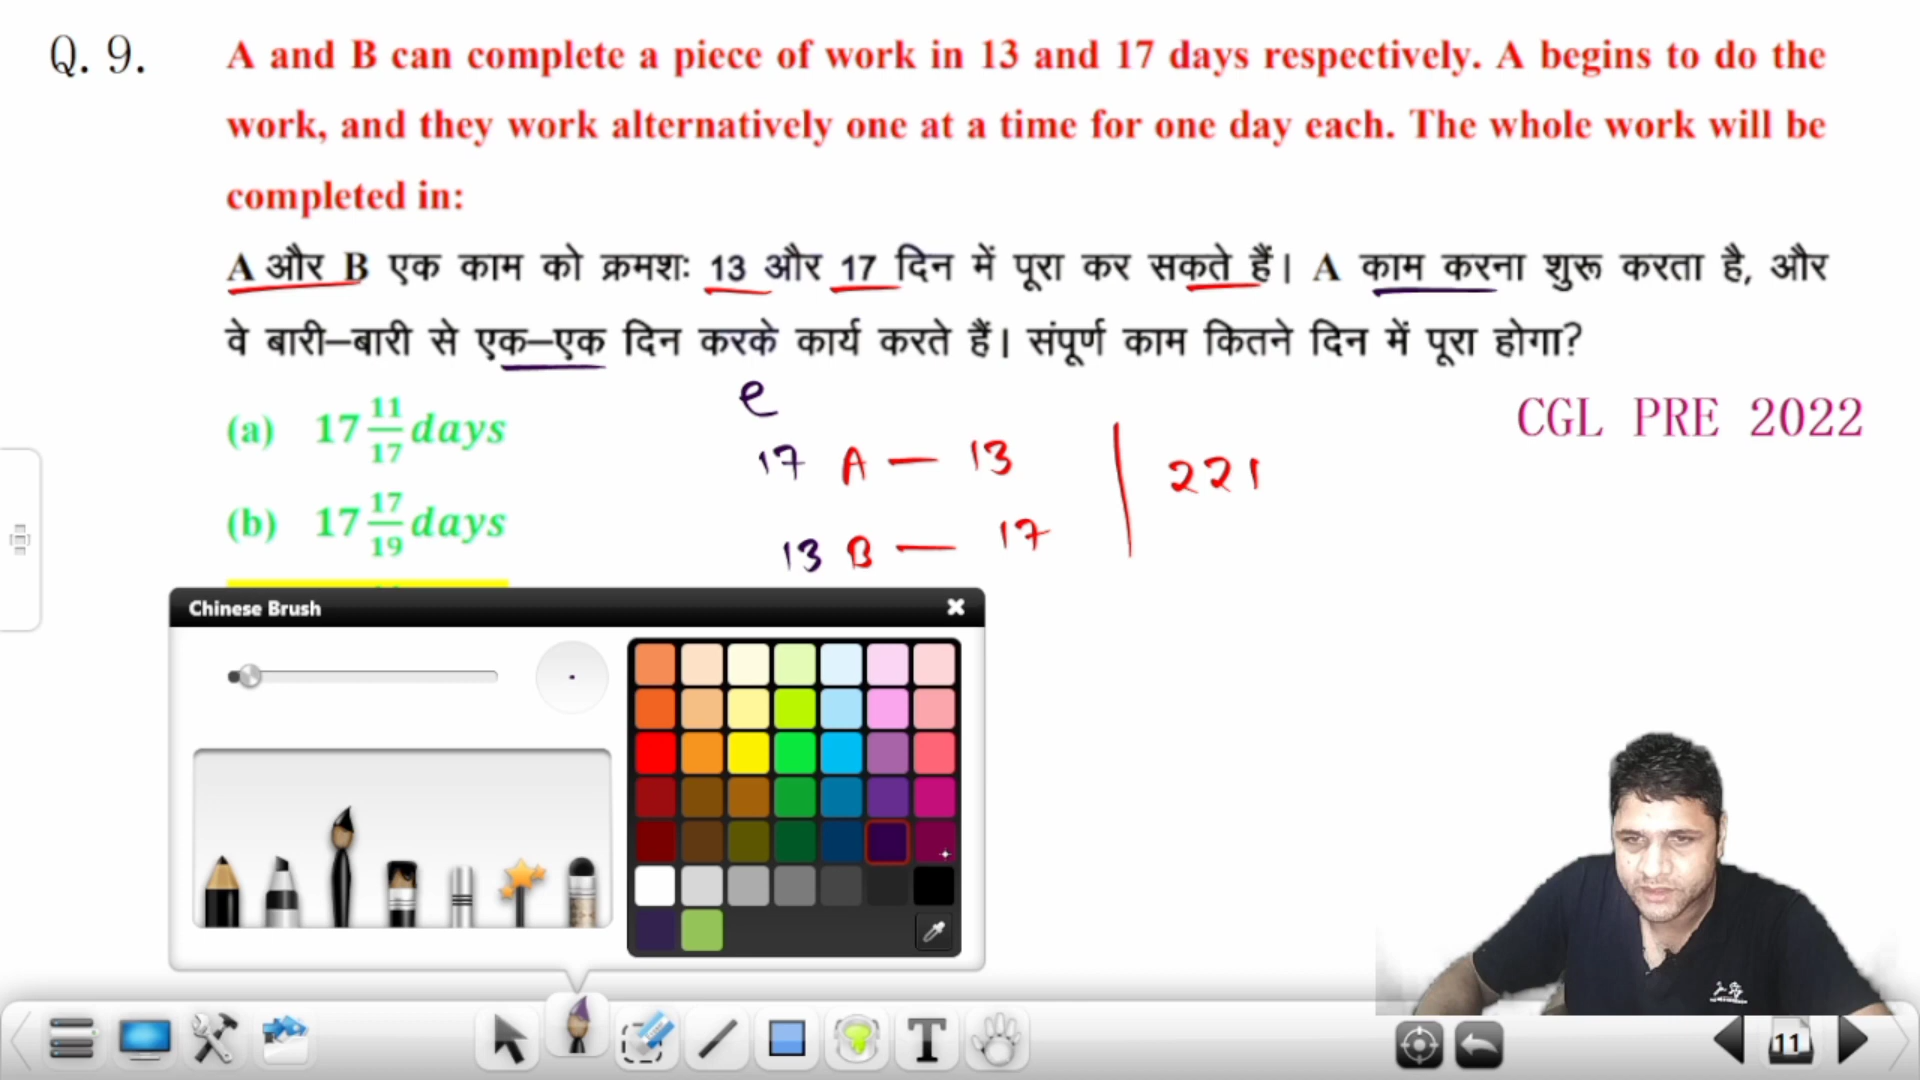 Q. 9.
A and B can complete a piece of work in 13 and 17 days respectively. A begins to do the
work, and they work alternatively one at a time for one day each. The whole work will be
completed in:
A और B एक काम को क्रमशः 13 और 17 दिन में पूरा कर सकते हैं। A काम करना शुरू करता है, और
वे बारी–बारी से एक–एक दिन करके कार्य करते हैं। संपूर्ण काम कितने दिन में पूरा होगा?
CGL PRE 2022
(a) 17 11/17 days
(b) 17 17/19 days
e
17 A — 13
13 B — 17
221
Chinese Brush
T
11